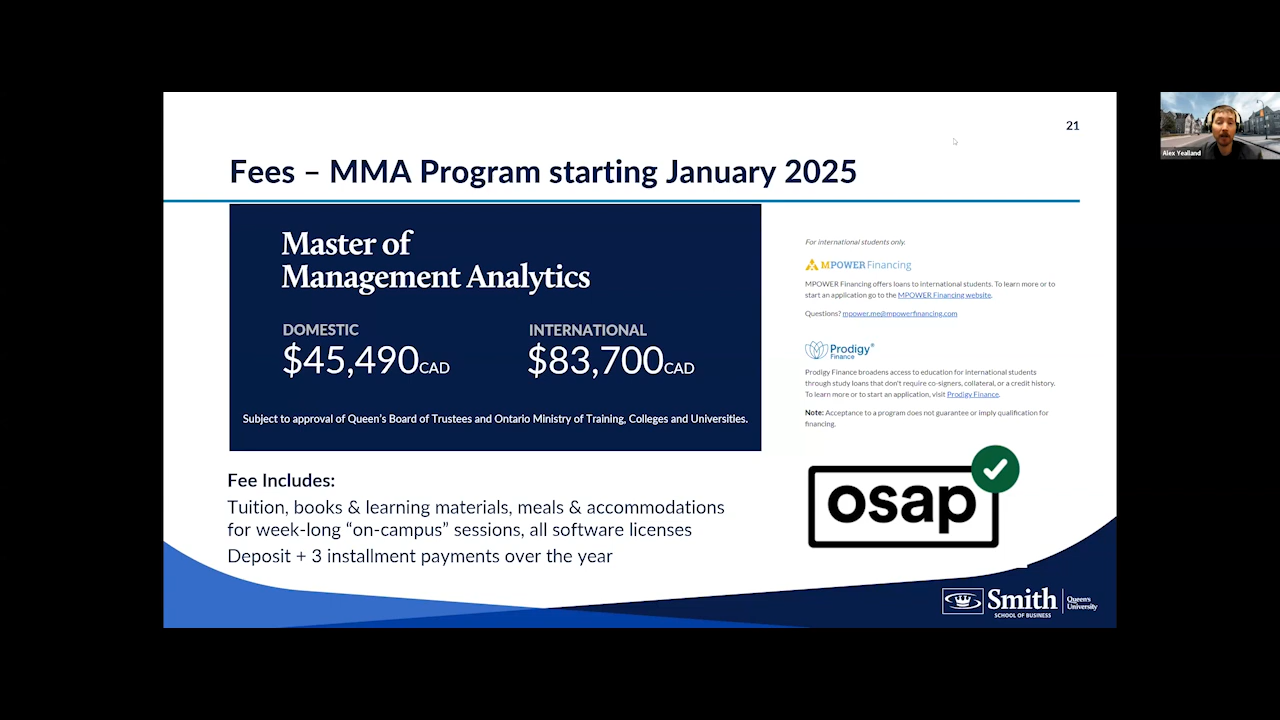 21
Fees – MMA Program starting January 2025
Master of
Management Analytics
DOMESTIC
$45,490CAD
INTERNATIONAL
$83,700CAD
Subject to approval of Queen's Board of Trustees and Ontario Ministry of Training, Colleges and Universities.
Fee Includes:
Tuition, books & learning materials, meals & accommodations
for week-long “on-campus” sessions, all software licenses
Deposit + 3 installment payments over the year
For international students only.
MPOWER Financing
MPOWER Financing offers loans to international students. To learn more or to
start an application go to the MPOWER Financing website.
Questions? mpower.me@mpowerfinancing.com
Prodigy®
Finance
Prodigy Finance broadens access to education for international students
through study loans that don't require co-signers, collateral, or a credit history.
To learn more or to start an application, visit Prodigy Finance.
Note: Acceptance to a program does not guarantee or imply qualification for
financing.
osap
Smith
SCHOOL OF BUSINESS
Queen's
University
Alex Yealland